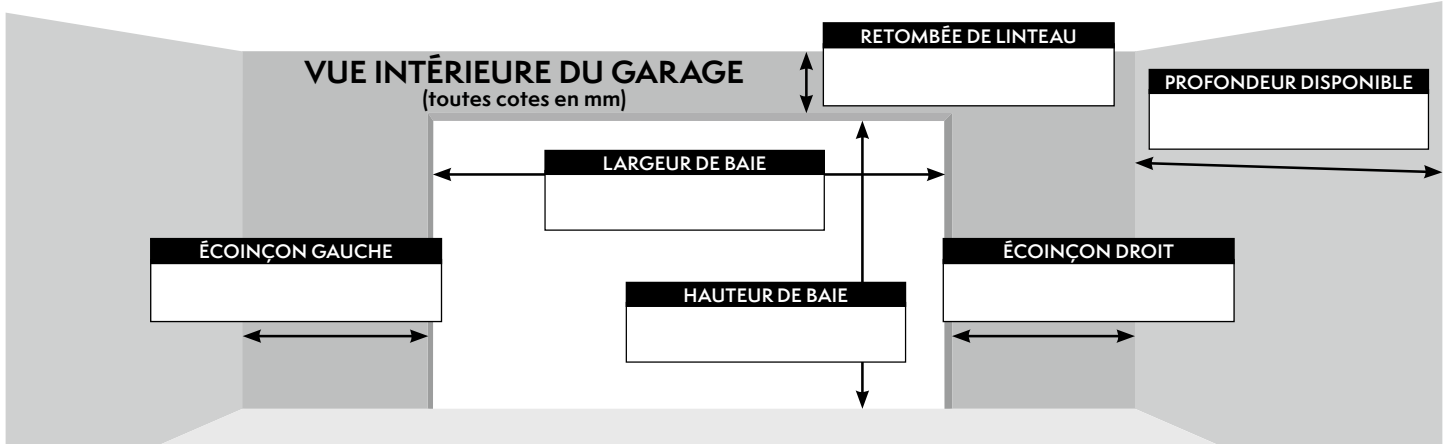 RETOMBÉE DE LINTEAU
VUE INTÉRIEURE DU GARAGE
(toutes cotes en mm)
PROFONDEUR DISPONIBLE
LARGEUR DE BAIE
ÉCOINÇON GAUCHE
ÉCOINÇON DROIT
HAUTEUR DE BAIE